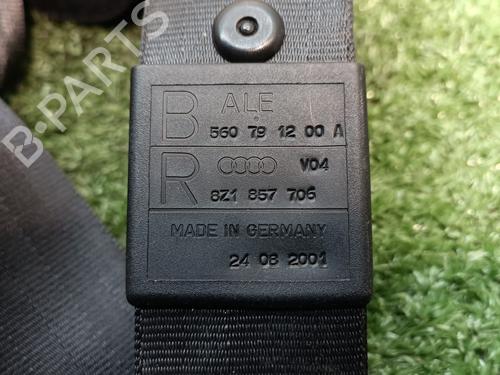 B-PARTS
B ALE
560 79 12 00 A
R V04
8Z1 857 706
MADE IN GERMANY
24 08 2001